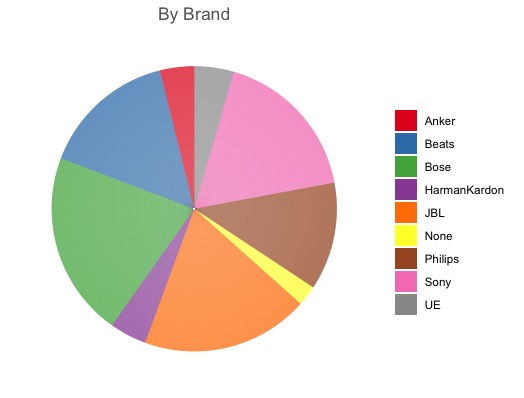 By Brand
Anker
Beats
Bose
HarmanKardon
JBL
None
Philips
Sony
UE